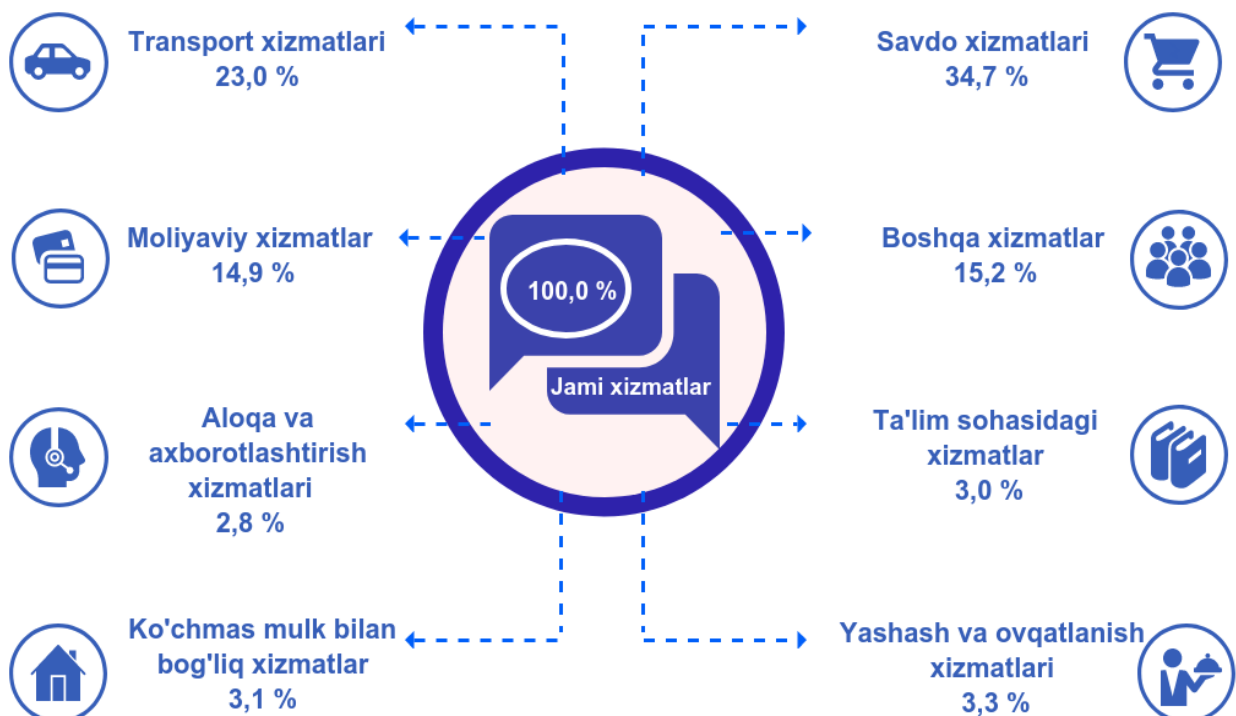 Transport xizmatlari
23,0 %
Savdo xizmatlari
34,7 %
Moliyaviy xizmatlar
14,9 %
Boshqa xizmatlar
15,2 %
100,0 %
Jami xizmatlar
Aloqa va
axborotlashtirish
xizmatlari
2,8 %
Ta'lim sohasidagi
xizmatlar
3,0 %
Ko'chmas mulk bilan
bog'liq xizmatlar
3,1 %
Yashash va ovqatlanish
xizmatlari
3,3 %